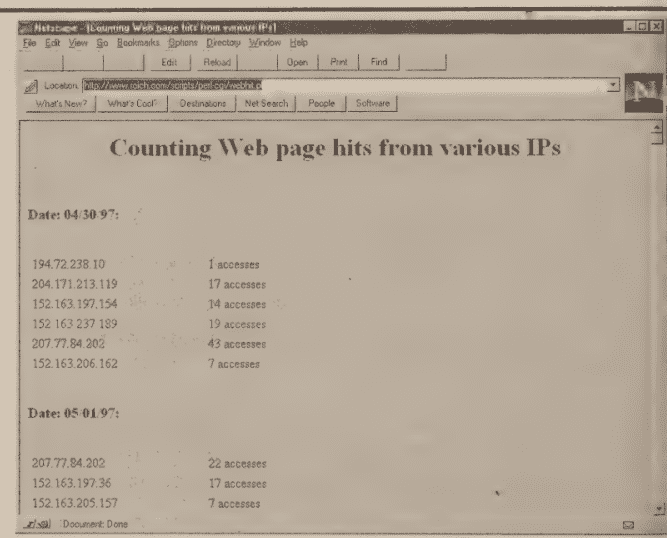 Netscape - [Counting Web page hits from various IPs]
File Edit View Go Bookmarks Options Directory Window Help
Edit Reload Open Print Find
Location:
What's New? What's Cool? Destinations Net Search People Software
N
Counting Web page hits from various IPs
Date: 04/30/97:
194.72.238.10 1 accesses
204.171.213.119 17 accesses
152.163.197.154 14 accesses
152.163.237.189 19 accesses
207.77.84.202 43 accesses
152.163.206.162 7 accesses
Date: 05/01/97:
207.77.84.202 22 accesses
152.163.197.36 17 accesses
152.163.205.157 7 accesses
Document: Done